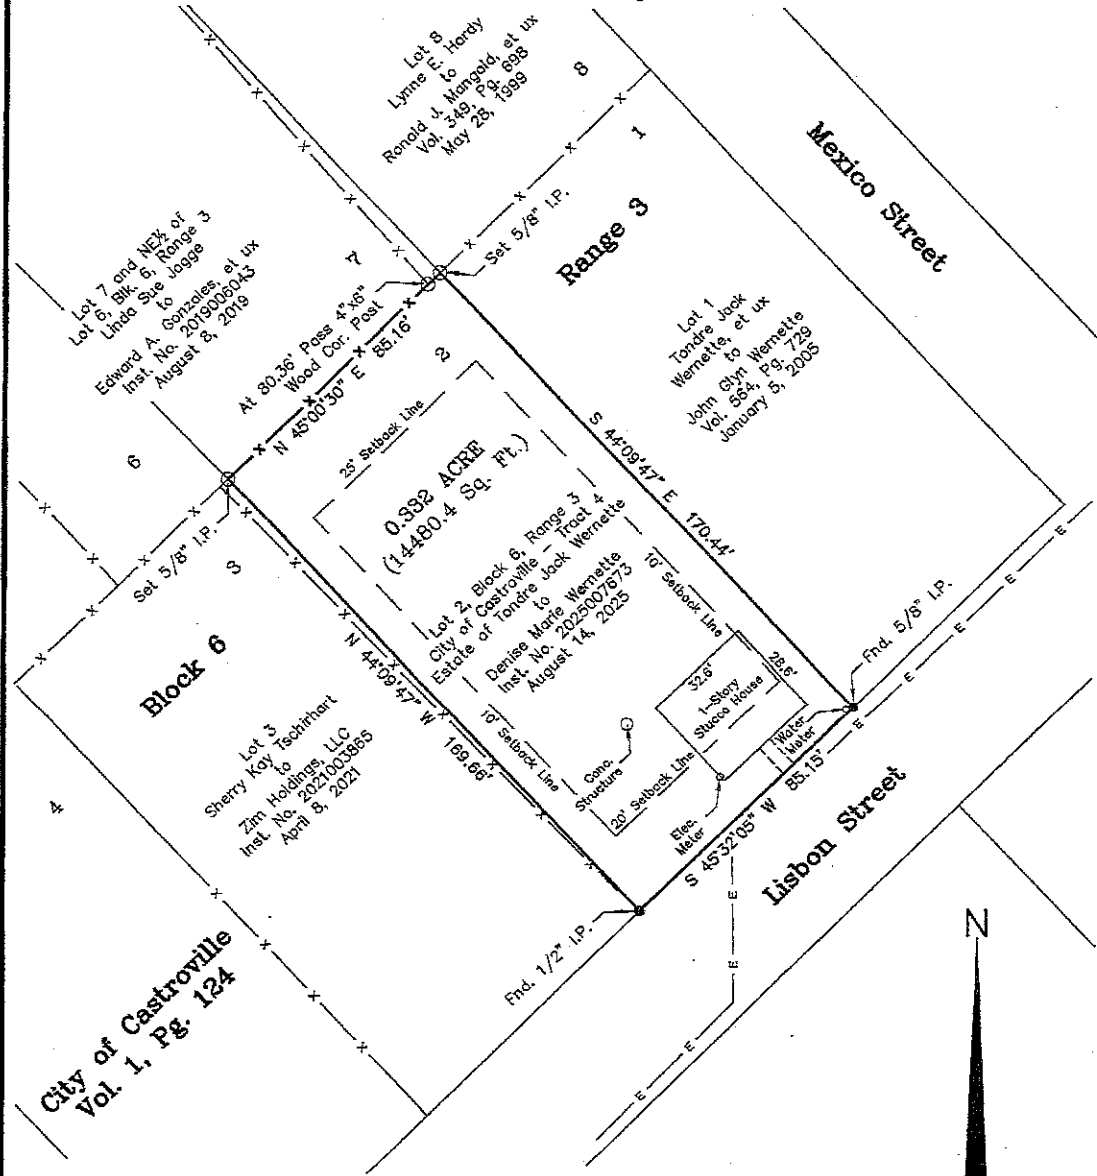 Lot 8
Lynne E. Hardy
to
Ronald J. Mangold, et ux
Vol. 349, Pg. 698
May 28, 1999
8
1
Mexico Street
Set 5/8" I.P.
Range 3
Lot 7 and NE½ of
Lot 6, Blk. 6, Range 3
Linda Sue Jagge
to
Edward A. Gonzales, et ux
Inst. No. 2019006043
August 8, 2019
7
At 80.36' Pass 4"x6"
Wood Cor. Post
N 45°00'30" E 85.16'
2
Lot 1
Tondre Jack
Wernette, et ux
to
John Glyn Wernette
Vol. 564, Pg. 729
January 5, 2005
6
25' Setback Line
S 44°09'47" E 170.44'
0.332 ACRE
(14480.4 Sq. Ft.)
Lot 2, Block 6, Range 3
City of Castroville - Tract 4
Estate of Tondre Jack Wernette
to
Denise Marie Wernette
Inst. No. 2025007673
August 14, 2025
10' Setback Line
Set 5/8" I.P.
3
N 44°09'47" W 169.66'
10' Setback Line
Block 6
Fnd. 5/8" I.P.
32.6'
28.6'
1-Story
Stucco House
Water
Meter
Lot 3
Sherry Kay Tschirhart
to
Zim Holdings, LLC
Inst. No. 2021003865
April 8, 2021
Conc.
Structure
20' Setback Line
Elec.
Meter
S 45°32'05" W 85.15'
4
Lisbon Street
Fnd. 1/2" I.P.
N
City of Castroville
Vol. 1, Pg. 124
X X X X X X X X X X X X X X X X X X X X X X X X X X X X X X X X X X
E E E E E E E E E